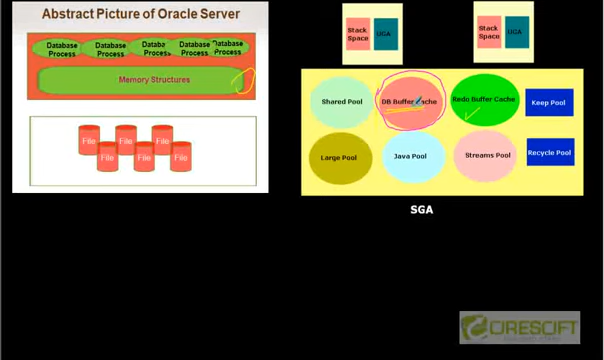 Abstract Picture of Oracle Server
Database Process
Database Process
Databa Process
Database Process
Database Process
Memory Structures
File
File
File
File
File
File
File
Stack Space
UGA
Stack Space
UGA
Shared Pool
DB Buffer Cache
Redo Buffer Cache
Keep Pool
Large Pool
Java Pool
Streams Pool
Recycle Pool
SGA